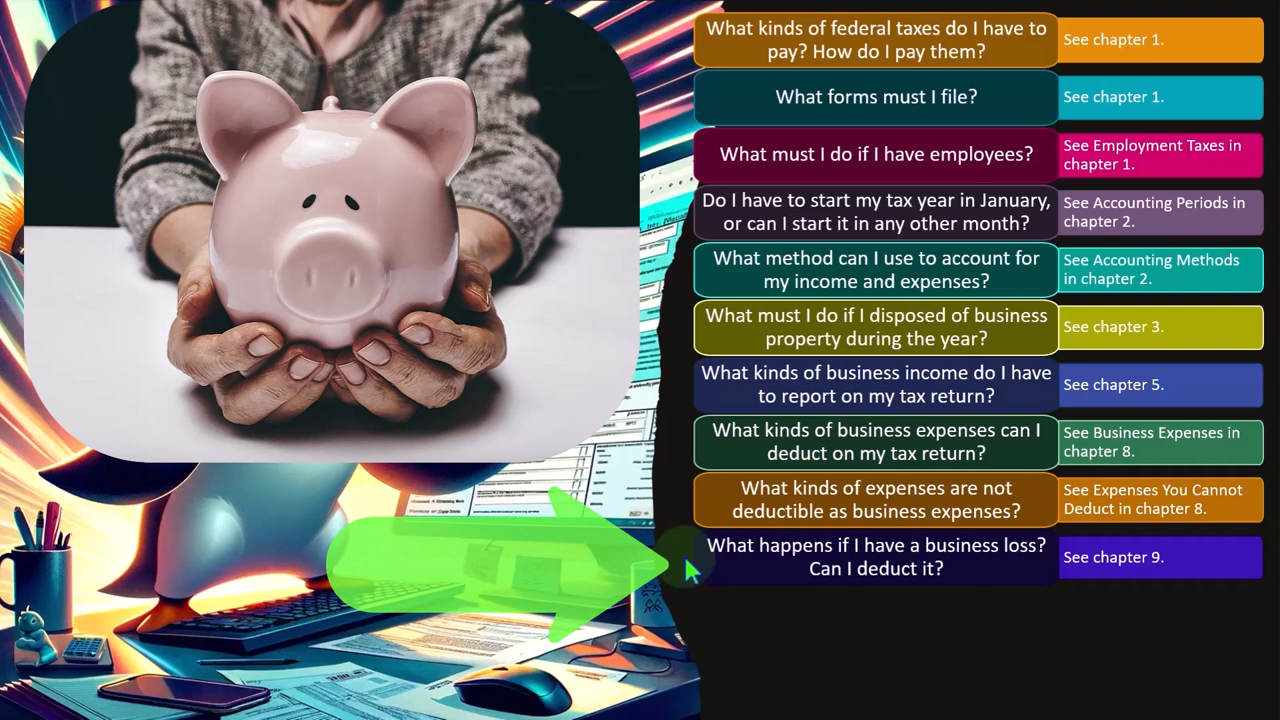 What kinds of federal taxes do I have to
pay? How do I pay them?
See chapter 1.
What forms must I file?
See chapter 1.
What must I do if I have employees?
See Employment Taxes in
chapter 1.
Do I have to start my tax year in January,
or can I start it in any other month?
See Accounting Periods in
chapter 2.
What method can I use to account for
my income and expenses?
See Accounting Methods
in chapter 2.
What must I do if I disposed of business
property during the year?
See chapter 3.
What kinds of business income do I have
to report on my tax return?
See chapter 5.
What kinds of business expenses can I
deduct on my tax return?
See Business Expenses in
chapter 8.
What kinds of expenses are not
deductible as business expenses?
See Expenses You Cannot
Deduct in chapter 8.
What happens if I have a business loss?
Can I deduct it?
See chapter 9.